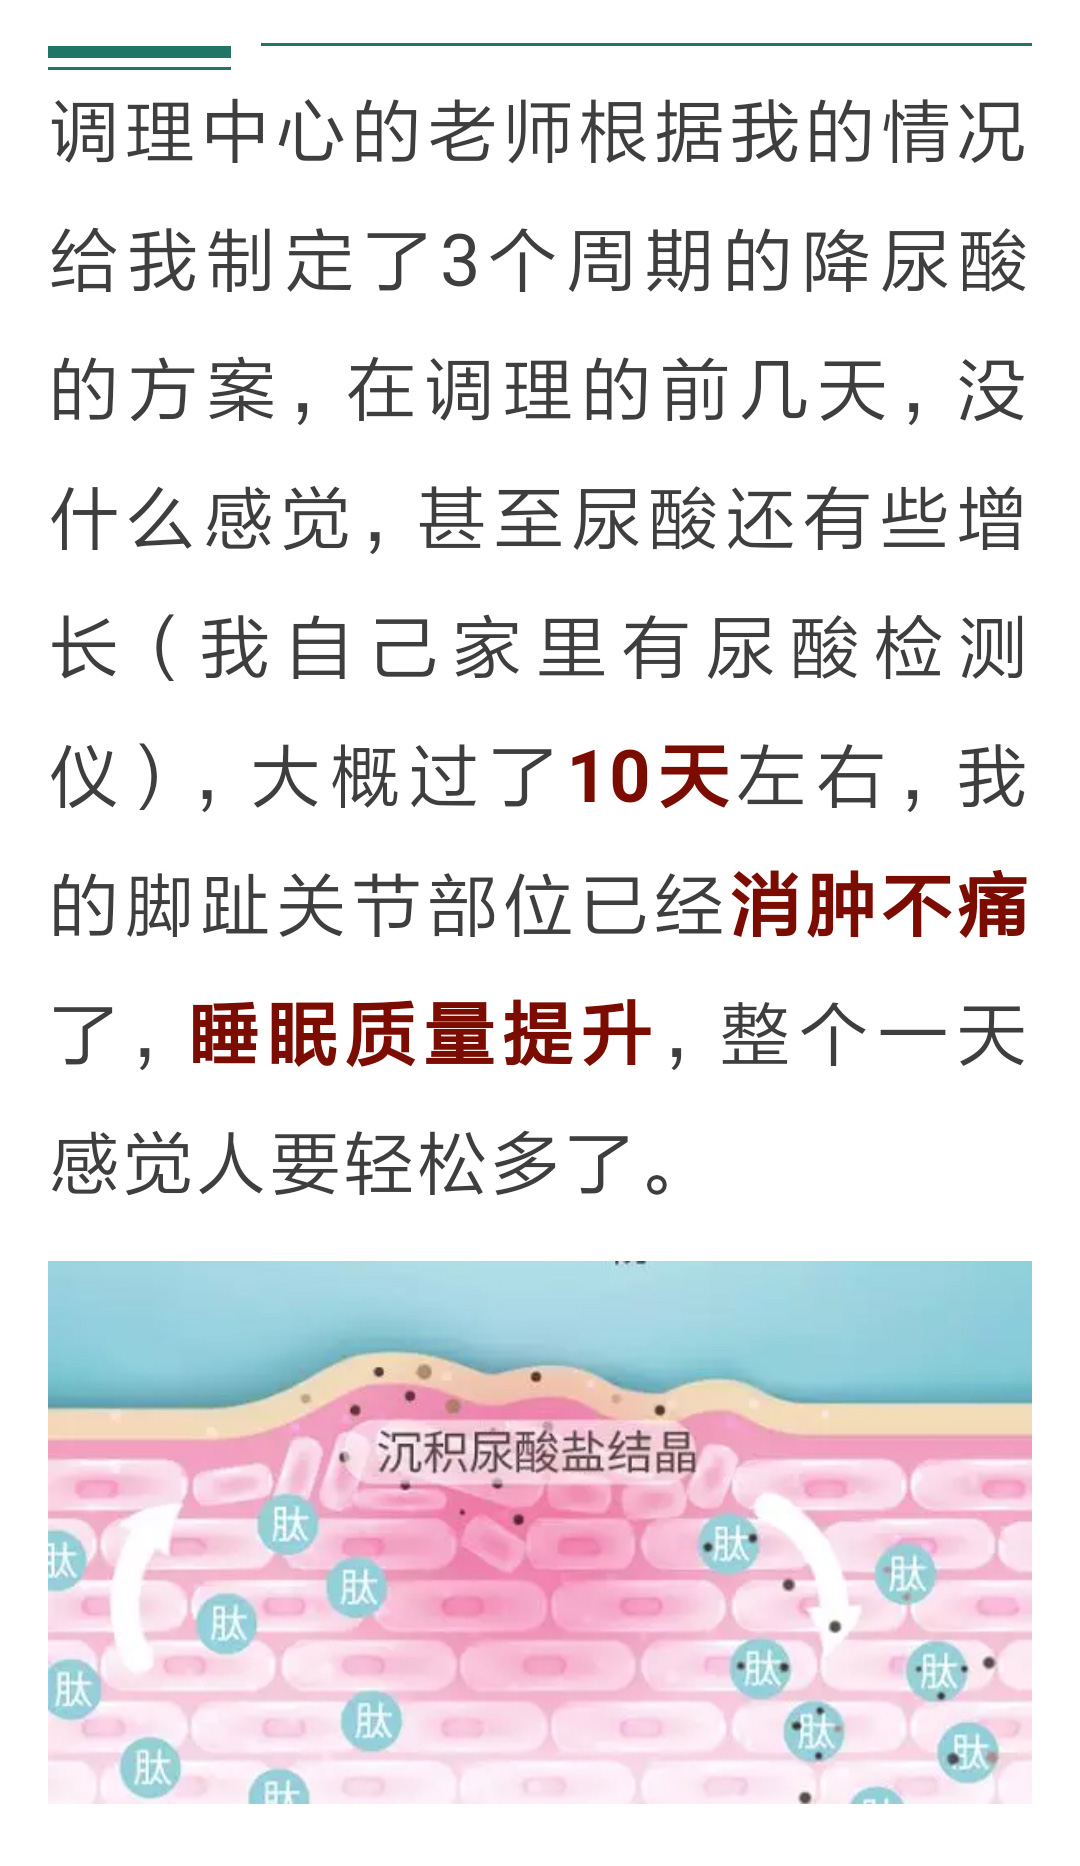 调理中心的老师根据我的情况
给我制定了3个周期的降尿酸
的方案，在调理的前几天，没
什么感觉，甚至尿酸还有些增
长（我自己家里有尿酸检测
仪），大概过了10天左右，我
的脚趾关节部位已经消肿不痛
了，睡眠质量提升，整个一天
感觉人要轻松多了。
沉积尿酸盐结晶
肽
肽
肽
肽
肽
肽
肽
肽
肽
肽
肽
肽
肽
肽